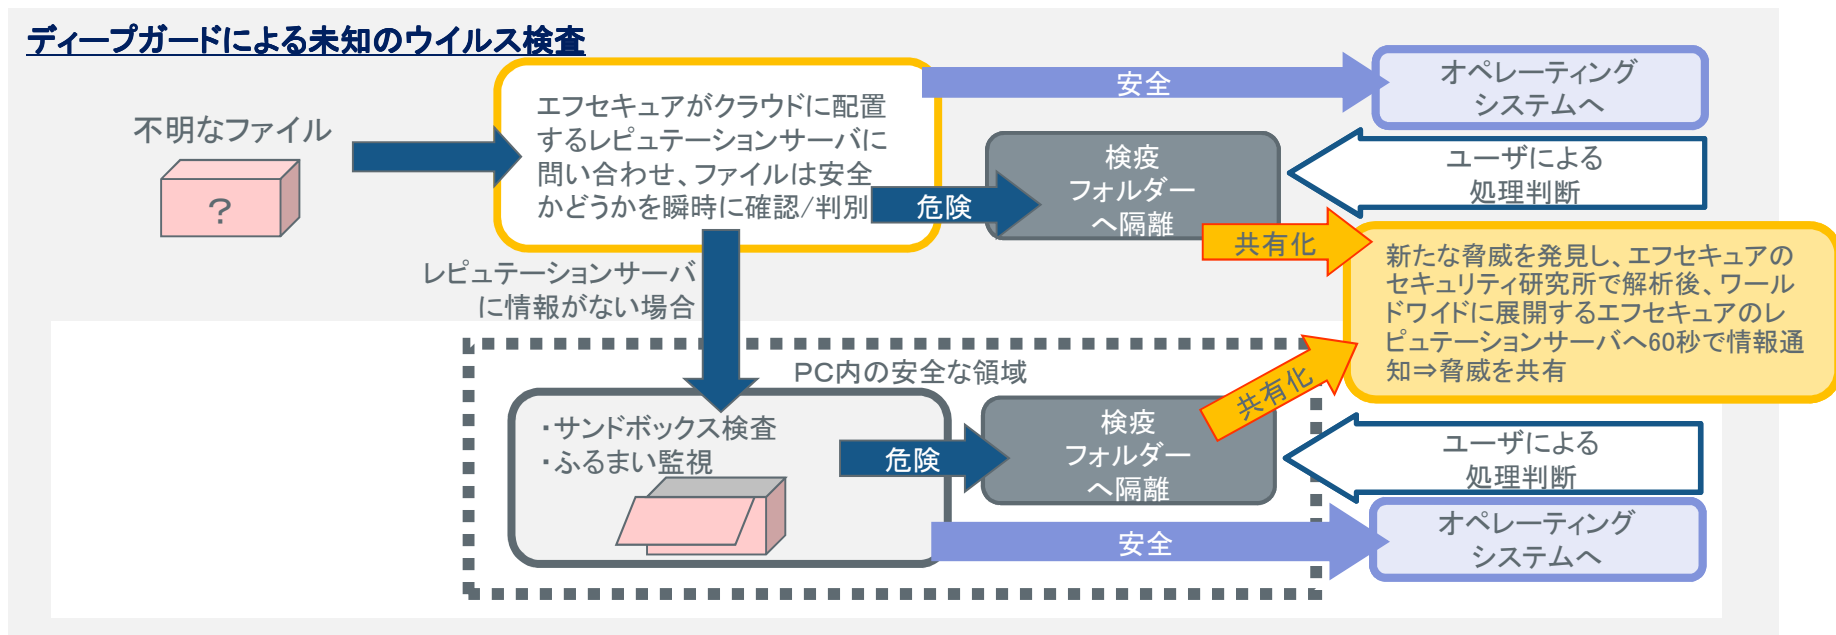 ディープガードによる未知のウイルス検査
不明なファイル
?
エフセキュアがクラウドに配置
するレピュテーションサーバに
問い合わせ、ファイルは安全
かどうかを瞬時に確認/判別
安全
オペレーティング
システムへ
危険
検疫
フォルダー
へ隔離
ユーザによる
処理判断
共有化
新たな脅威を発見し、エフセキュアの
セキュリティ研究所で解析後、ワール
ドワイドに展開するエフセキュアのレ
ピュテーションサーバへ60秒で情報通
知⇒脅威を共有
レピュテーションサーバ
に情報がない場合
PC内の安全な領域
・サンドボックス検査
・ふるまい監視
危険
検疫
フォルダー
へ隔離
共有化
ユーザによる
処理判断
安全
オペレーティング
システムへ